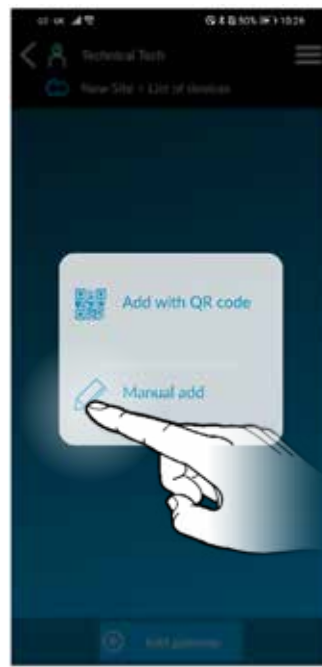 Technical Tech
New Site > List of devices
Add with QR code
Manual add